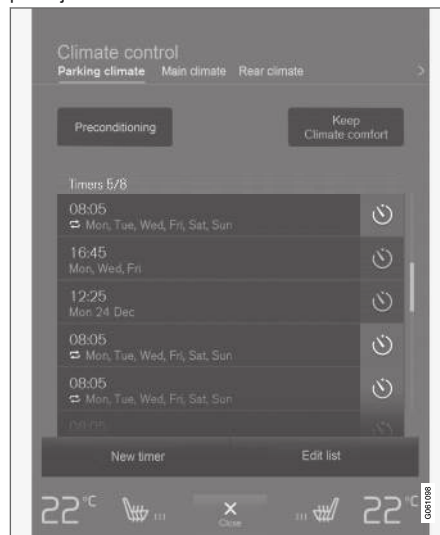 Climate control
Parking climate Main climate Rear climate
Preconditioning
Keep
Climate comfort
Timers 5/8
08:05
Mon, Tue, Wed, Fri, Sat, Sun
16:45
Mon, Wed, Fri
12:25
Mon 24 Dec
08:05
Mon, Tue, Wed, Fri, Sat, Sun
08:05
Mon, Tue, Wed, Fri, Sat, Sun
08:05
New timer Edit list
22°C 22°C
Close
G061098